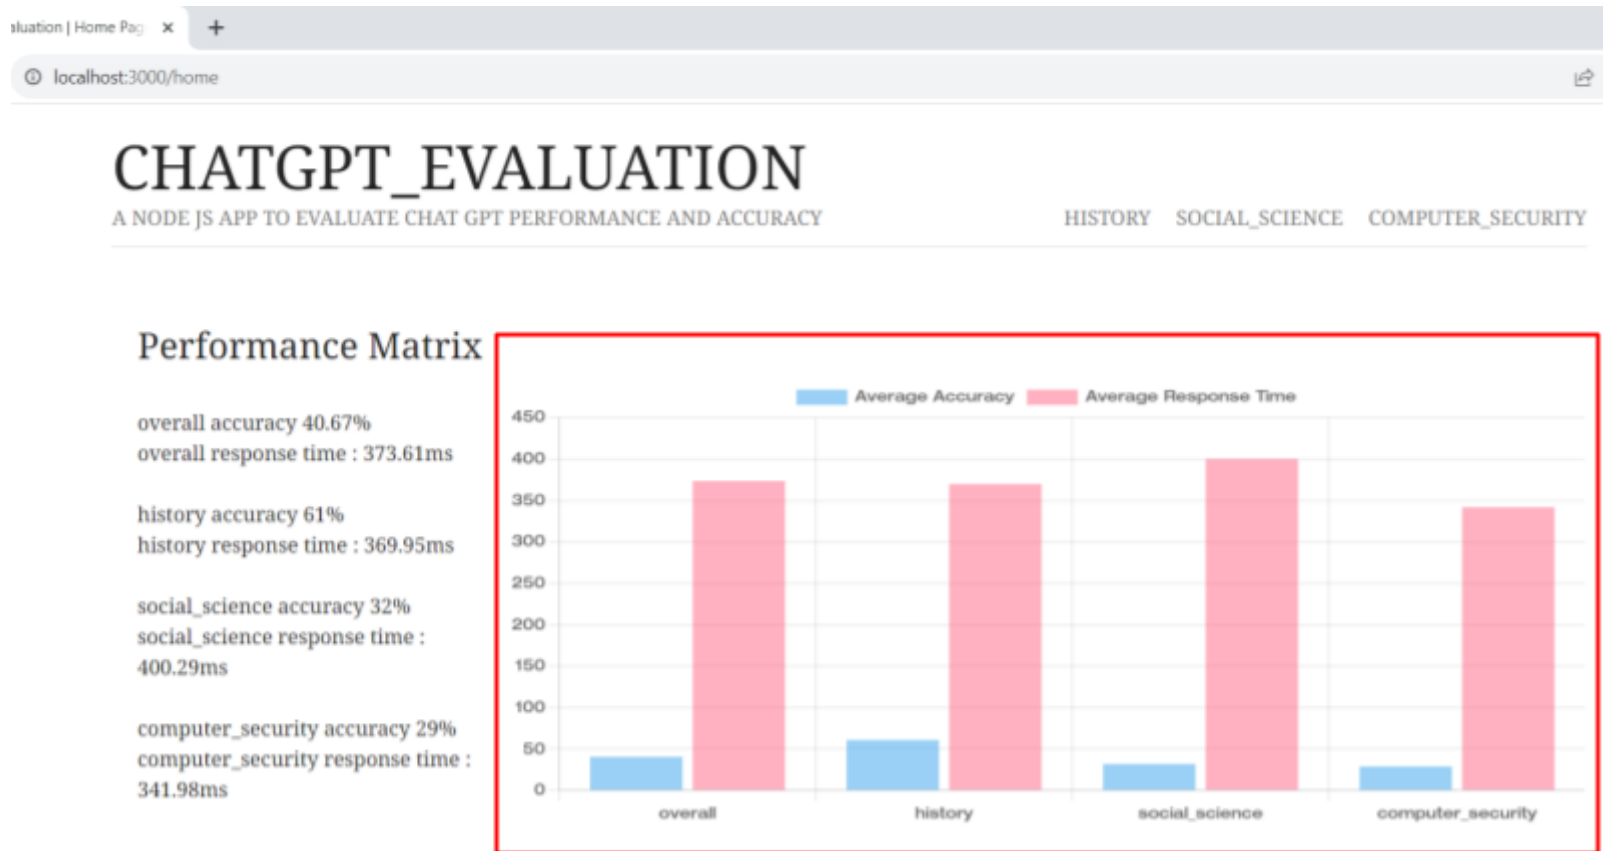 aluation | Home Pag
localhost:3000/home
CHATGPT_EVALUATION
A NODE JS APP TO EVALUATE CHAT GPT PERFORMANCE AND ACCURACY
HISTORY SOCIAL_SCIENCE COMPUTER_SECURITY
Performance Matrix
overall accuracy 40.67%
overall response time : 373.61ms
history accuracy 61%
history response time : 369.95ms
social_science accuracy 32%
social_science response time :
400.29ms
computer_security accuracy 29%
computer_security response time :
341.98ms
Average Accuracy Average Response Time
450
400
350
300
250
200
150
100
50
0
overall history social_science computer_security